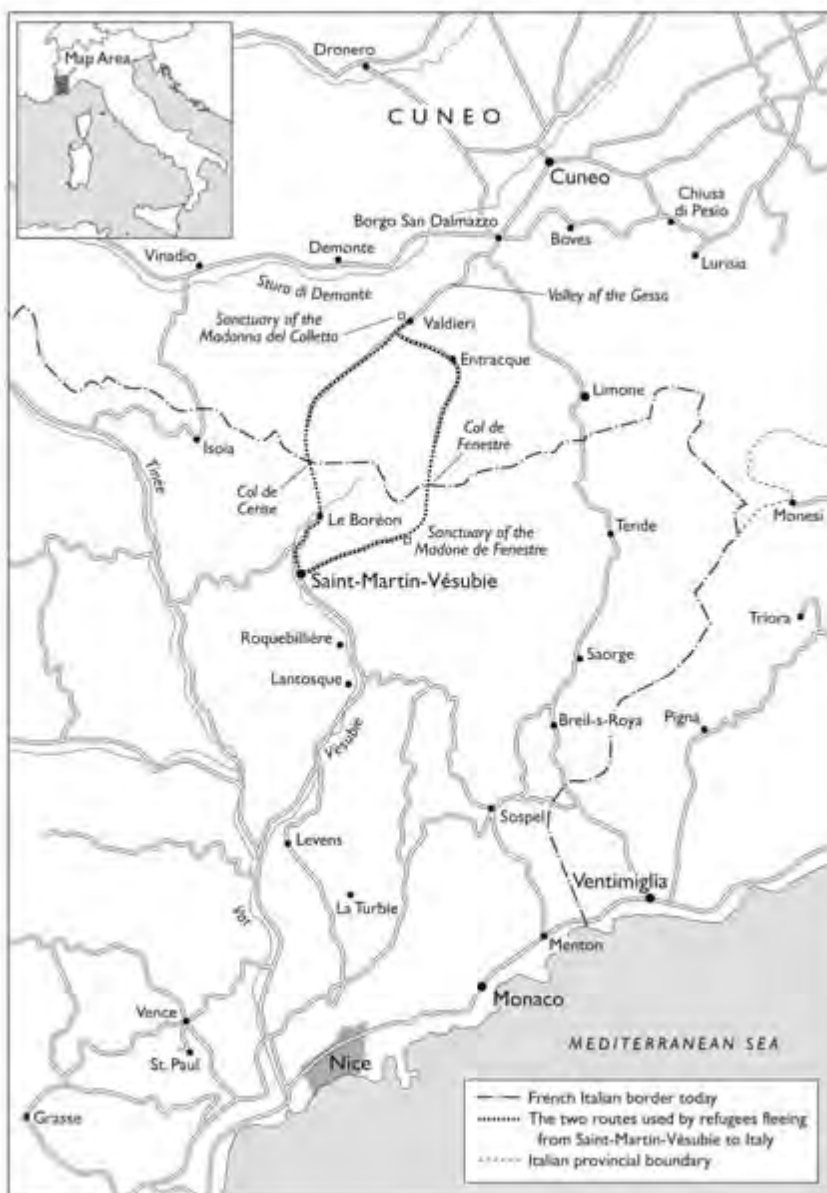 Map Area
Dronero
CUNEO
Cuneo
Chiusa
di Pesio
Borgo San Dalmazzo
Boves
Lurisia
Vinadio
Demonte
Stura di Demonte
Valley of the Gesso
Sanctuary of the
Madonna del Colletto
Valdieri
Entracque
Limone
Col de
Fenestre
Isola
Tinée
Col de
Cerise
Le Boréon
Sanctuary of the
Madone de Fenestre
Tende
Monesi
Saint-Martin-Vésubie
Triora
Roquebillière
Saorge
Lantosque
Breil-s-Roya
Pigna
Vésubie
Sospel
Levens
Ventimiglia
La Turbie
Var
Menton
Monaco
Vence
St. Paul
Nice
MEDITERRANEAN SEA
Grasse
French Italian border today
The two routes used by refugees fleeing
from Saint-Martin-Vésubie to Italy
Italian provincial boundary